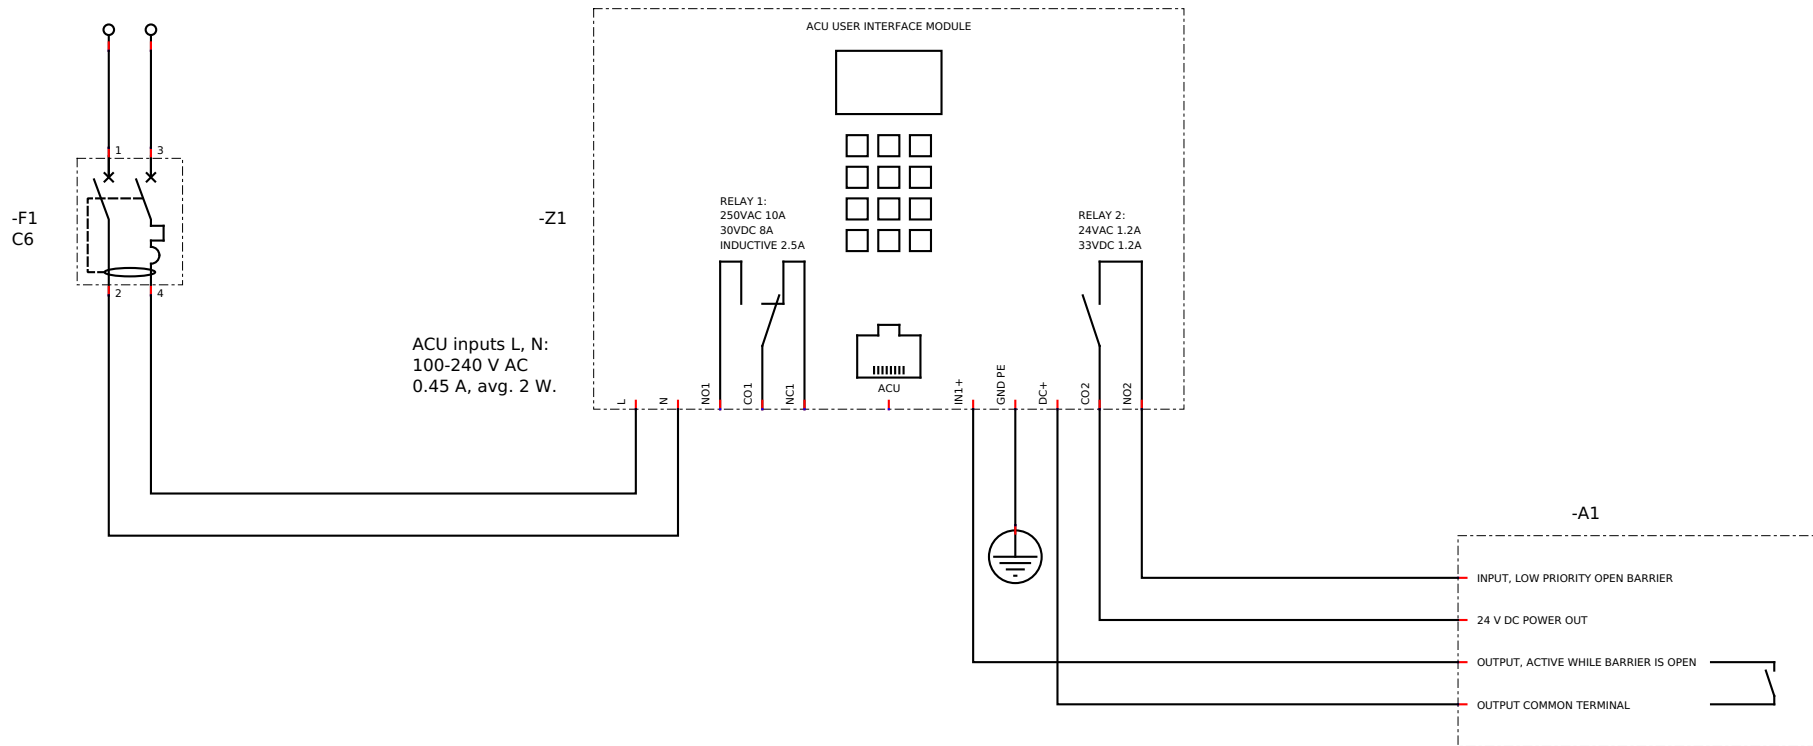 ACU USER INTERFACE MODULE
1
3
-F1
C6
2
4
-Z1
RELAY 1:
250VAC 10A
30VDC 8A
INDUCTIVE 2.5A
RELAY 2:
24VAC 1.2A
33VDC 1.2A
ACU inputs L, N:
100-240 V AC
0.45 A, avg. 2 W.
ACU
L
N
NO1
CO1
NC1
IN1+
GND PE
DC+
CO2
NO2
-A1
INPUT, LOW PRIORITY OPEN BARRIER
24 V DC POWER OUT
OUTPUT, ACTIVE WHILE BARRIER IS OPEN
OUTPUT COMMON TERMINAL